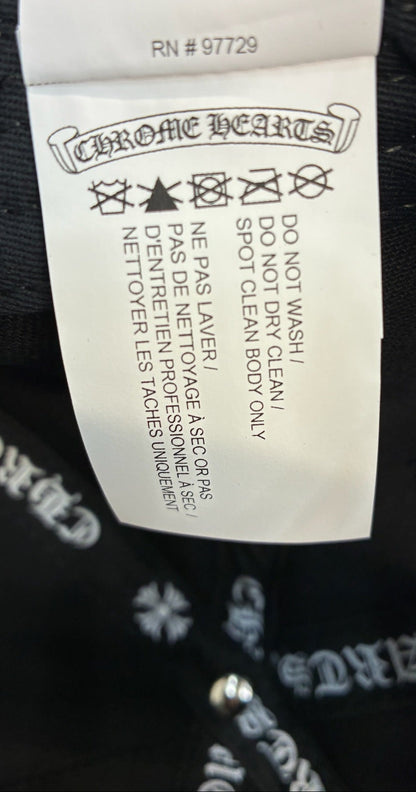 RN # 97729
CHROME HEARTS
DO NOT WASH /
DO NOT DRY CLEAN /
SPOT CLEAN BODY ONLY
NE PAS LAVER /
PAS DE NETTOYAGE À SEC OR PAS
D'ENTRETIEN PROFESSIONNEL À SEC /
NETTOYER LES TACHES UNIQUEMENT